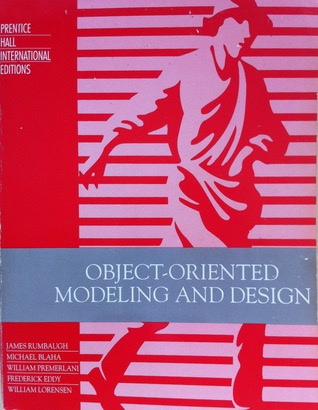 PRENTICE
HALL
INTERNATIONAL
EDITIONS
OBJECT-ORIENTED
MODELING AND DESIGN
JAMES RUMBAUGH
MICHAEL BLAHA
WILLIAM PREMERLANI
FREDERICK EDDY
WILLIAM LORENSEN